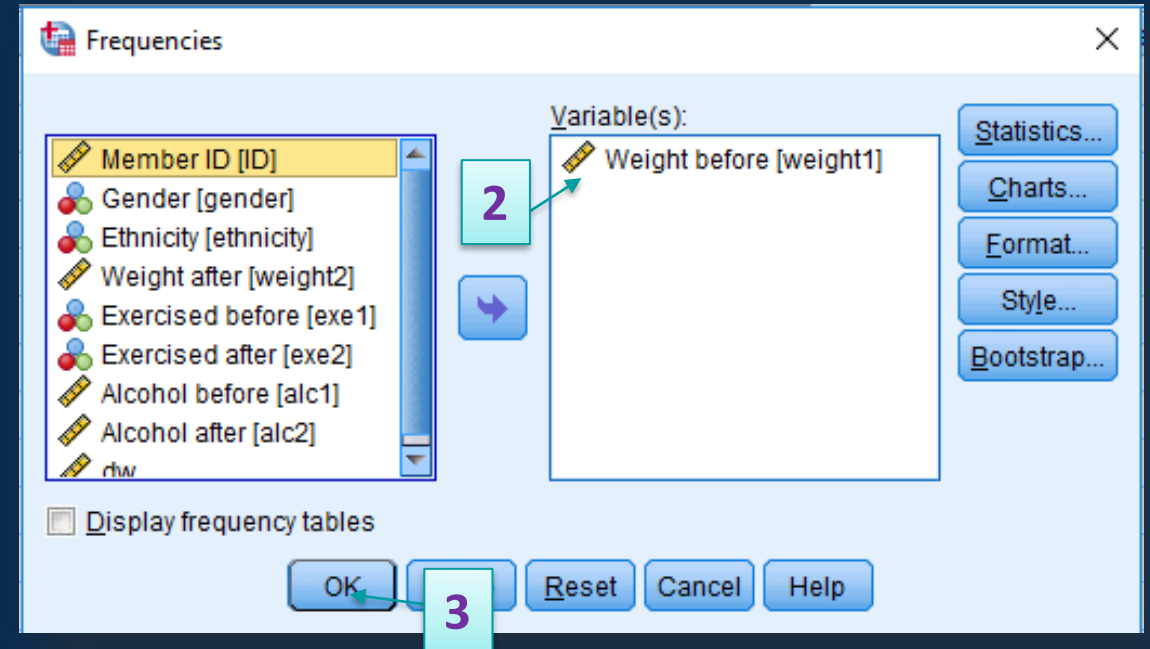 Frequencies
Variable(s):
Member ID [ID]
Gender [gender]
Ethnicity [ethnicity]
Weight after [weight2]
Exercised before [exe1]
Exercised after [exe2]
Alcohol before [alc1]
Alcohol after [alc2]
dw
2
Weight before [weight1]
Statistics...
Charts...
Format...
Style...
Bootstrap...
Display frequency tables
OK
Reset
Cancel
Help
3